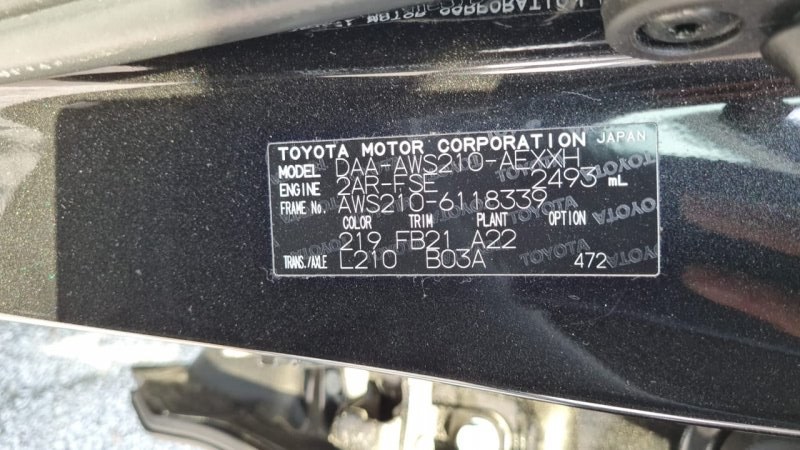 TOYOTA MOTOR CORPORATION JAPAN
MODEL DAA-AWS210-AEXXH
ENGINE 2AR-FSE 2493 mL
FRAME No. AWS210-6118339
COLOR TRIM PLANT OPTION
219 FB21 A22
TRANS./AXLE L210 B03A 472